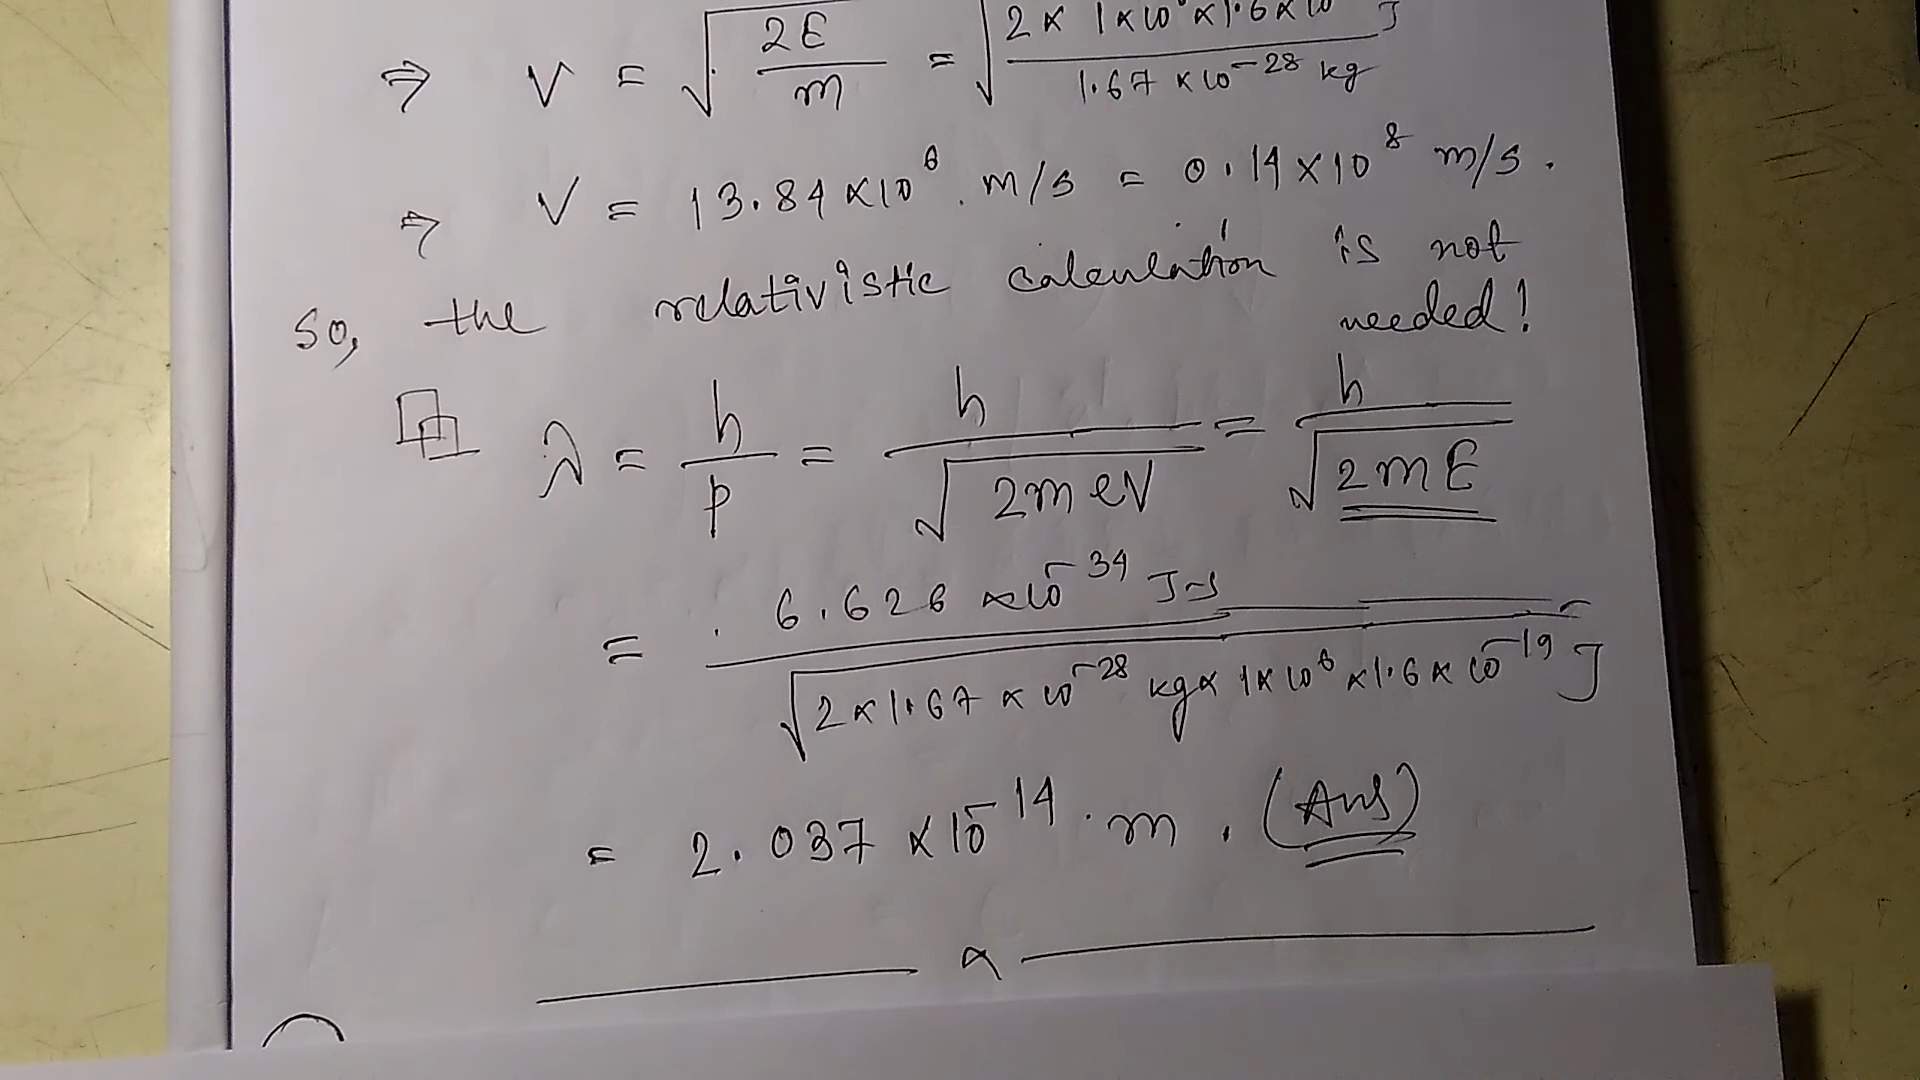 ⇒ V = √(2E/m) = √(2 × 1×10⁶ × 1.6×10 J / 1.67 × 10⁻²⁸ kg)
⇒ V = 13.84 ×10⁶ m/s = 0.14 ×10⁸ m/s.
So, the relativistic calculation is not
needed!
λ = h/p = h/√(2meV) = h/√(2mE)
= 6.626 ×10⁻³⁴ J-s / √(2×1.67 × 10⁻²⁸ kg × 1×10⁶ ×1.6 × 10⁻¹⁹ J)
= 2.037 ×10⁻¹⁴ m. (Ans)